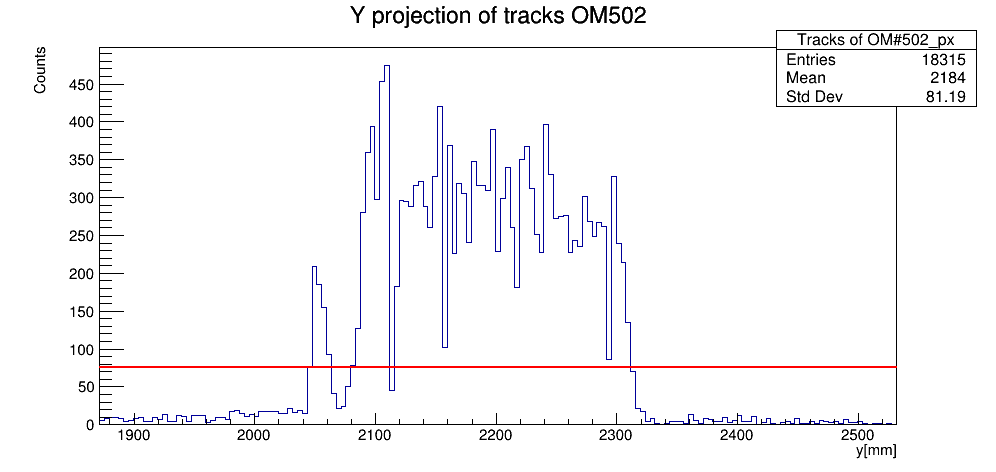 Y projection of tracks OM502
Tracks of OM#502_px
Entries 18315
Mean 2184
Std Dev 81.19
Counts
450
400
350
300
250
200
150
100
50
0
1900 2000 2100 2200 2300 2400 2500
y[mm]